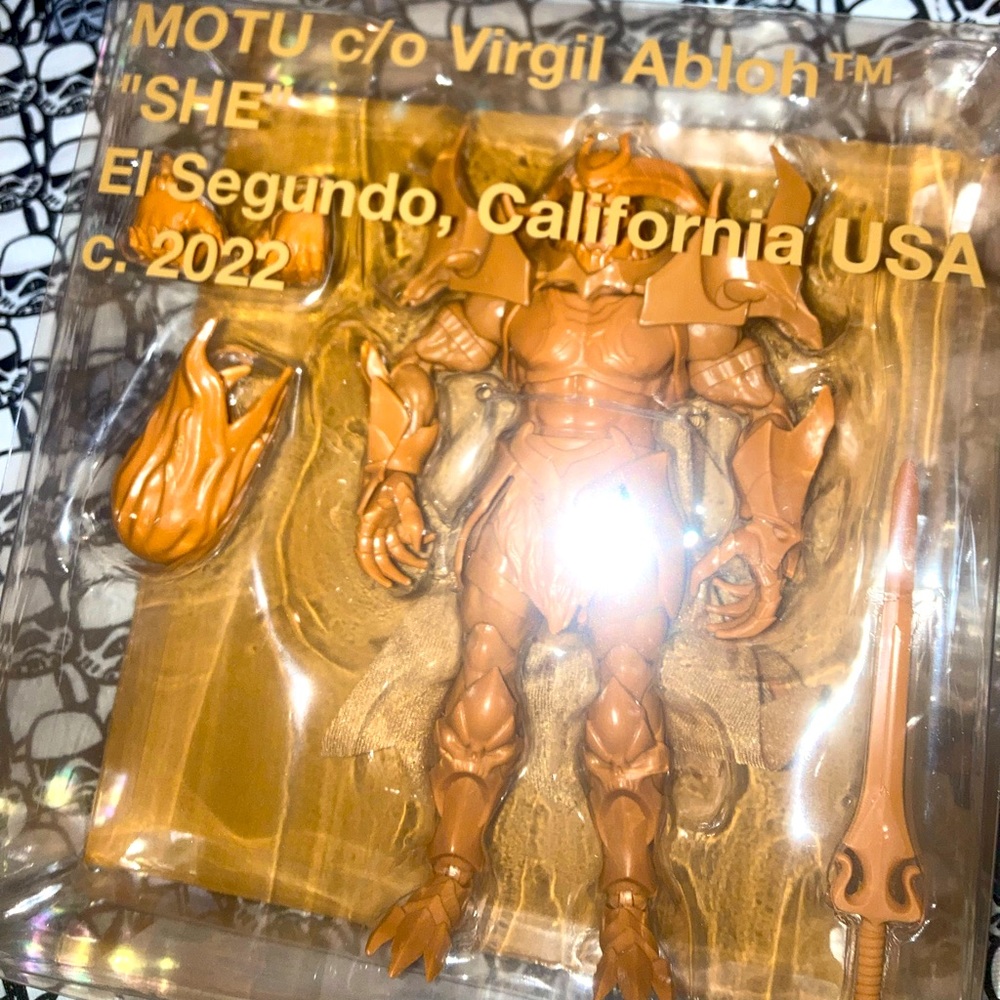 MOTU c/o Virgil Abloh™
"SHE"
El Segundo, California USA
c. 2022